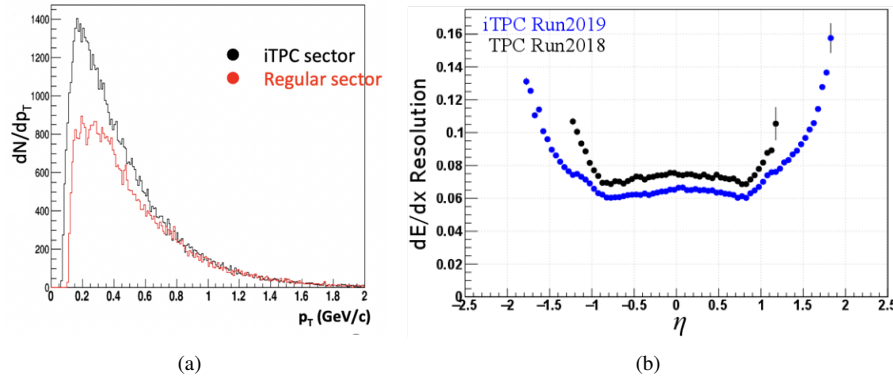 1400
1200
1000
800
600
400
200
0
dN/dp_T
iTPC sector
Regular sector
0 0.2 0.4 0.6 0.8 1 1.2 1.4 1.6 1.8 2
p_T (GeV/c)
(a)
0.16
0.14
0.12
0.1
0.08
0.06
0.04
0.02
0
dE/dx Resolution
iTPC Run2019
TPC Run2018
−2.5 −2 −1.5 −1 −0.5 0 0.5 1 1.5 2 2.5
η
(b)